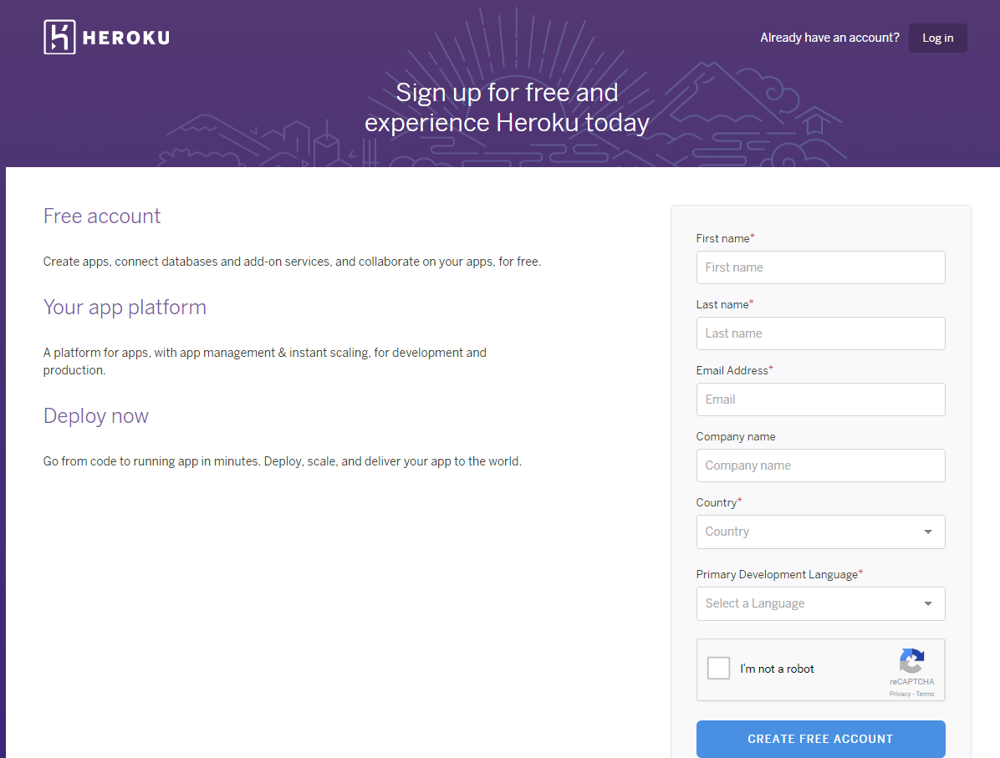 HEROKU
Already have an account?
Log in
Sign up for free and
experience Heroku today
Free account
Create apps, connect databases and add-on services, and collaborate on your apps, for free.
Your app platform
A platform for apps, with app management & instant scaling, for development and
production.
Deploy now
Go from code to running app in minutes. Deploy, scale, and deliver your app to the world.
First name*
First name
Last name*
Last name
Email Address*
Email
Company name
Company name
Country*
Country
Primary Development Language*
Select a Language
I'm not a robot
reCAPTCHA
Privacy - Terms
CREATE FREE ACCOUNT